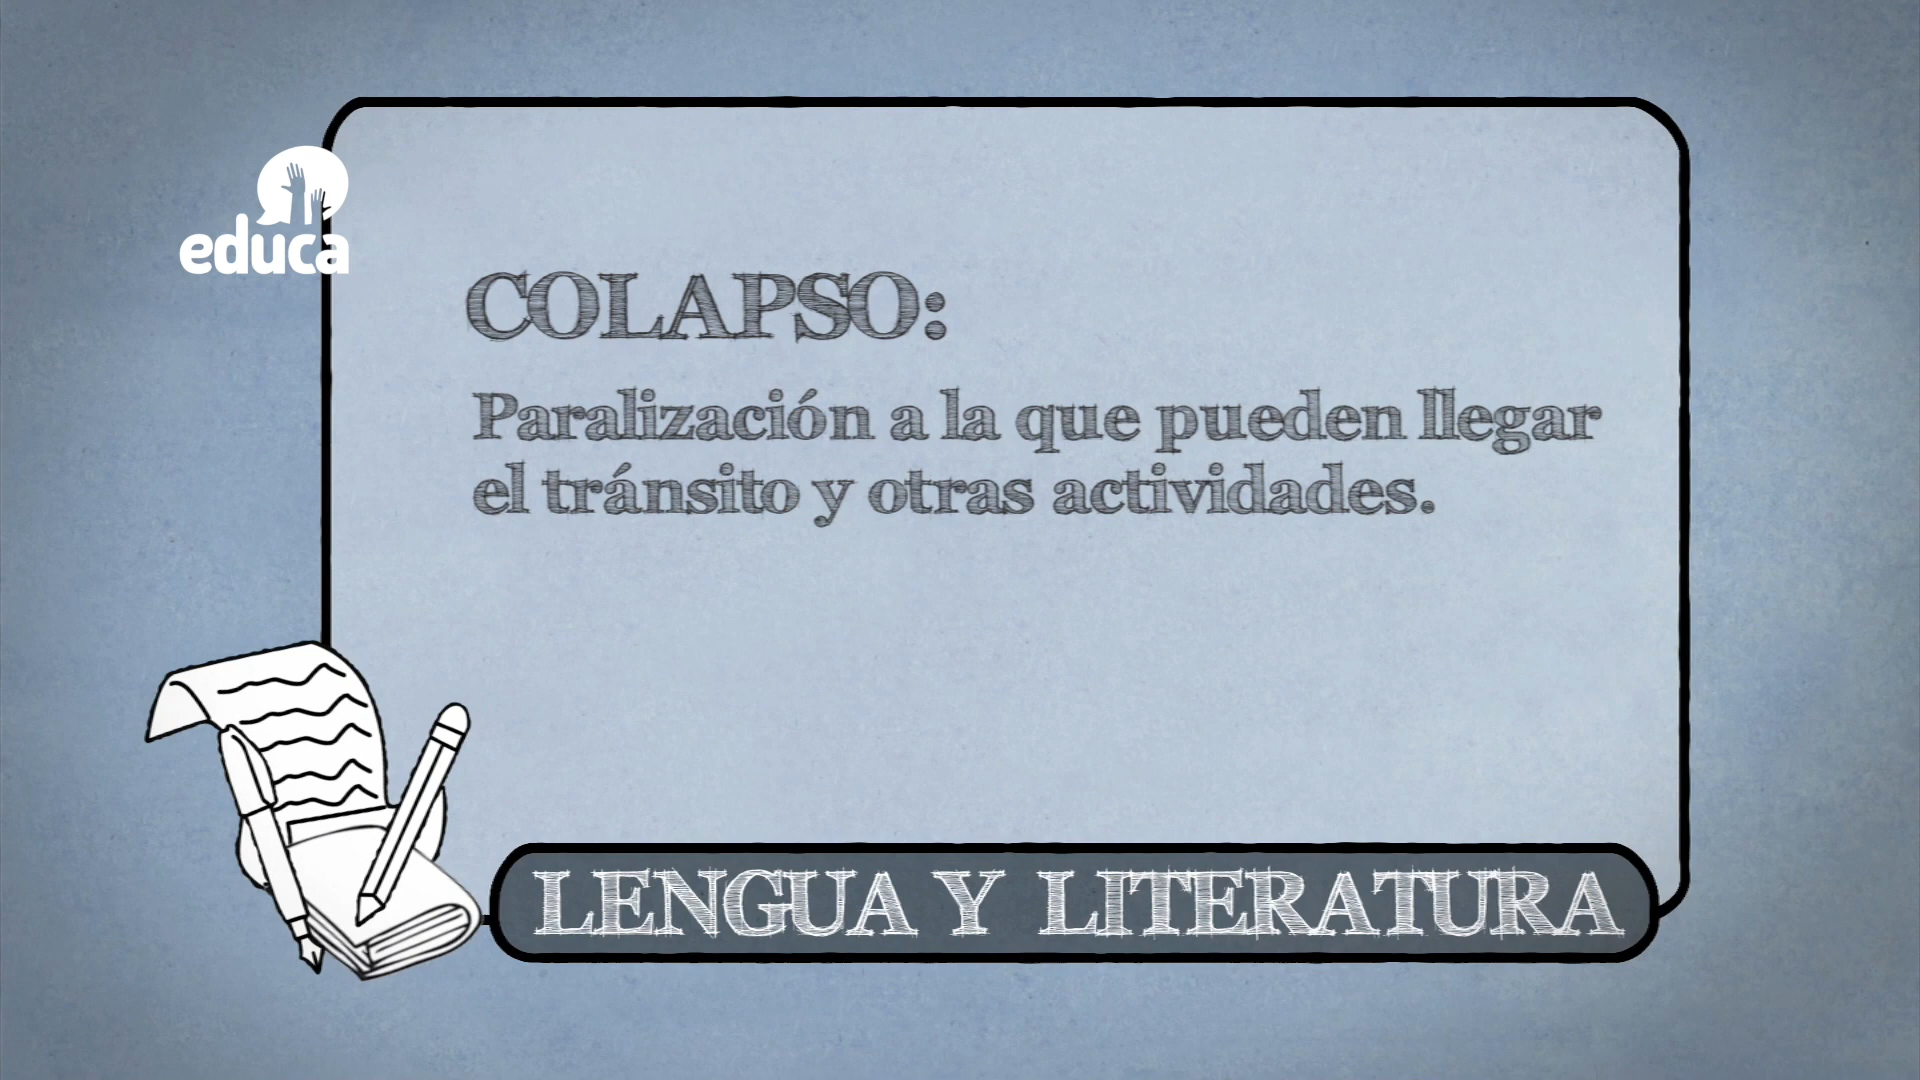 educa
COLAPSO:
Paralización a la que pueden llegar
el tránsito y otras actividades.
LENGUA Y LITERATURA